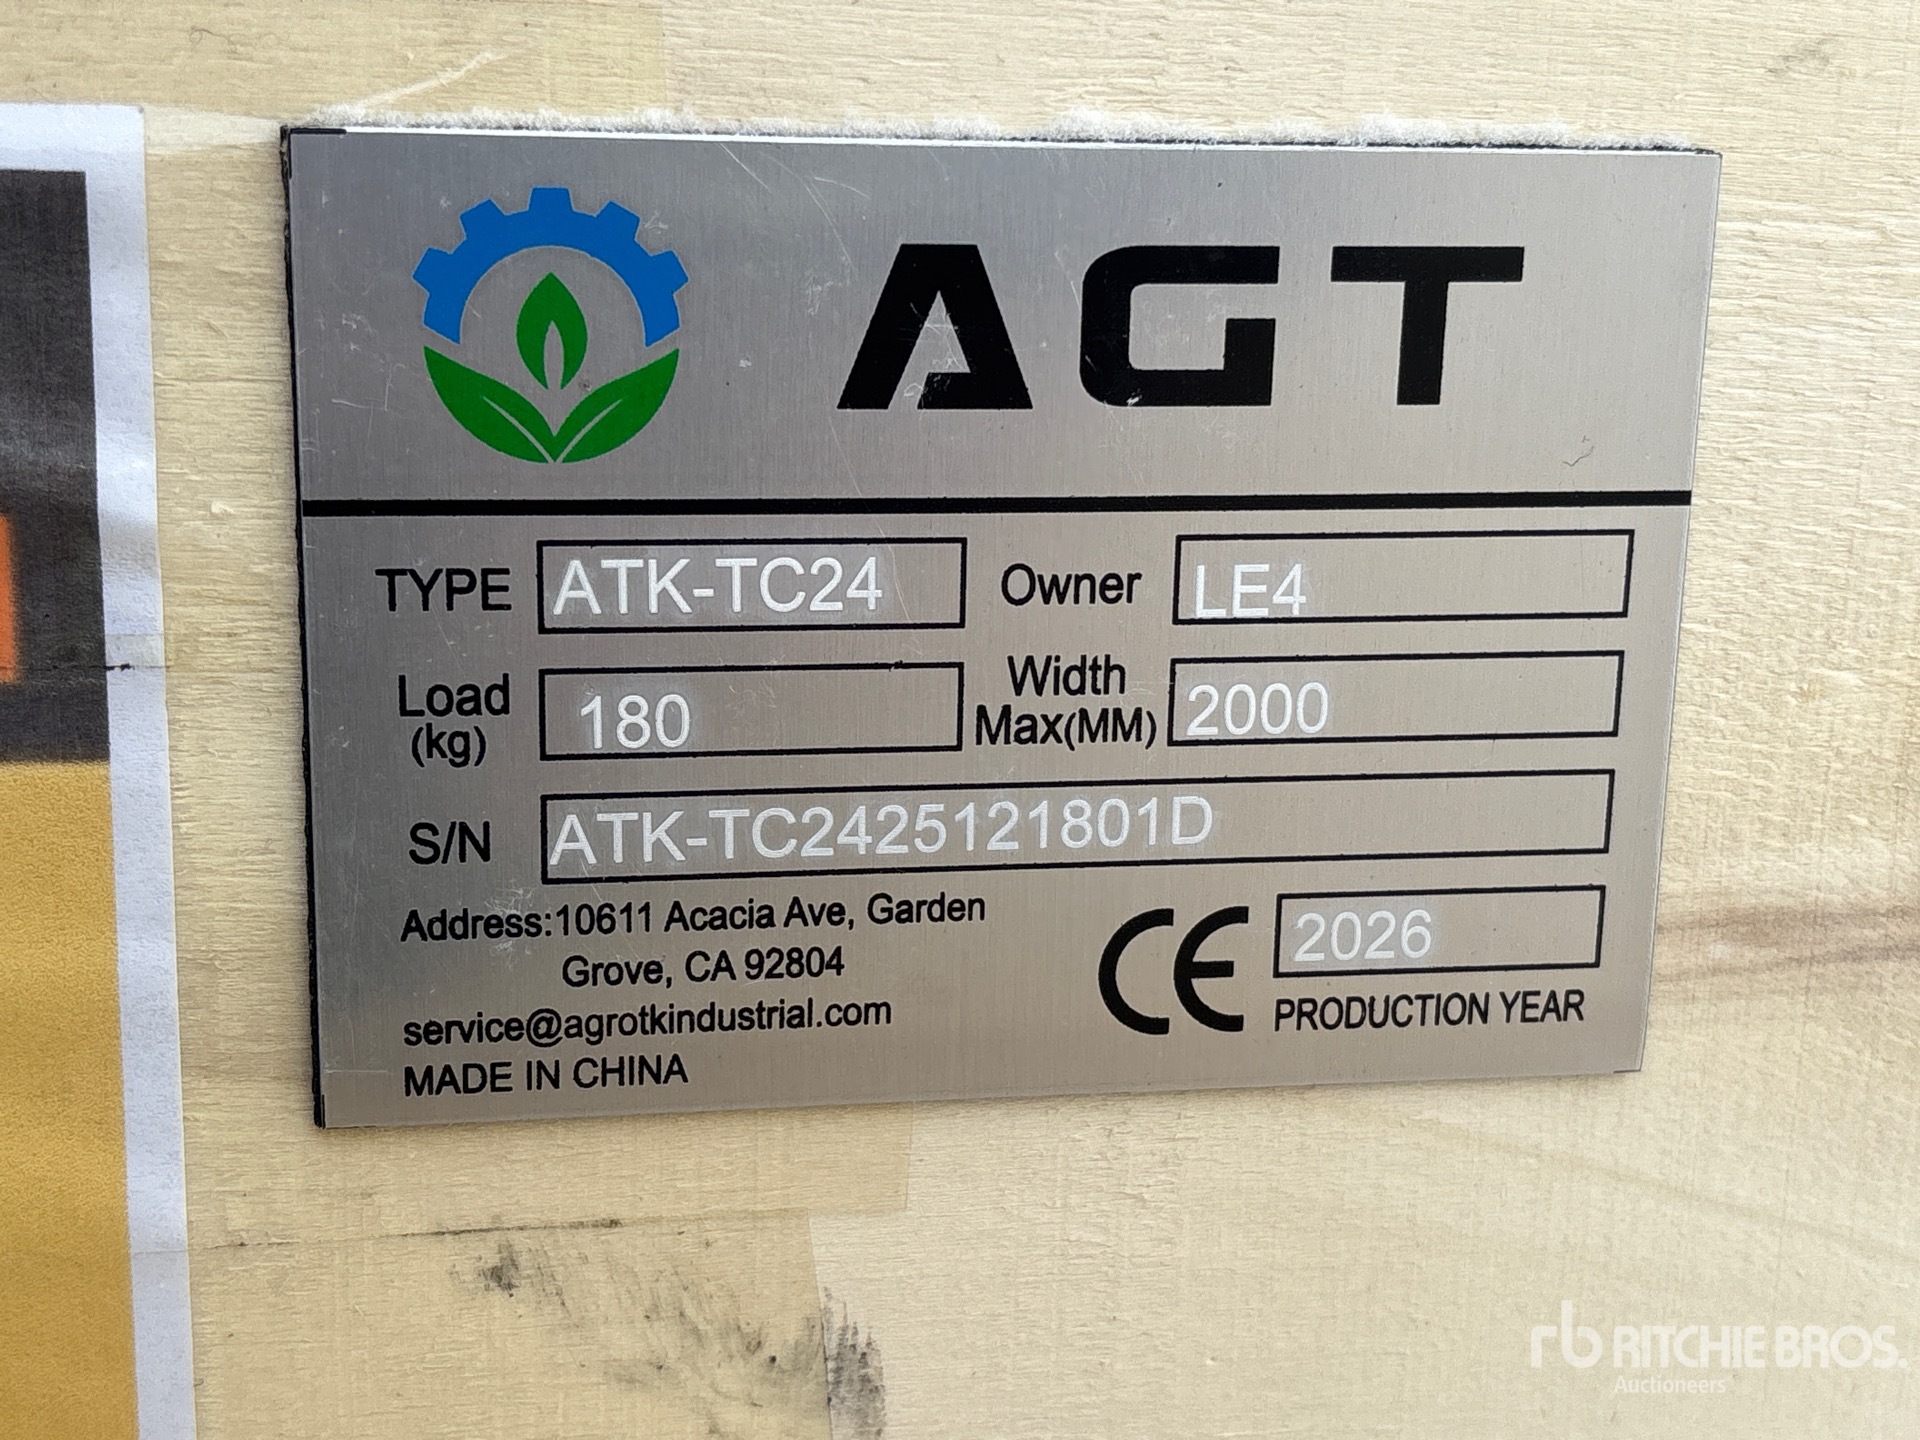 AGT
TYPE ATK-TC24 Owner LE4
Load (kg) 180 Width Max(MM) 2000
S/N ATK-TC2425121801D
Address:10611 Acacia Ave, Garden
Grove, CA 92804
service@agrotkindustrial.com
MADE IN CHINA
CE 2026
PRODUCTION YEAR
rb RITCHIE BROS.
Auctioneers